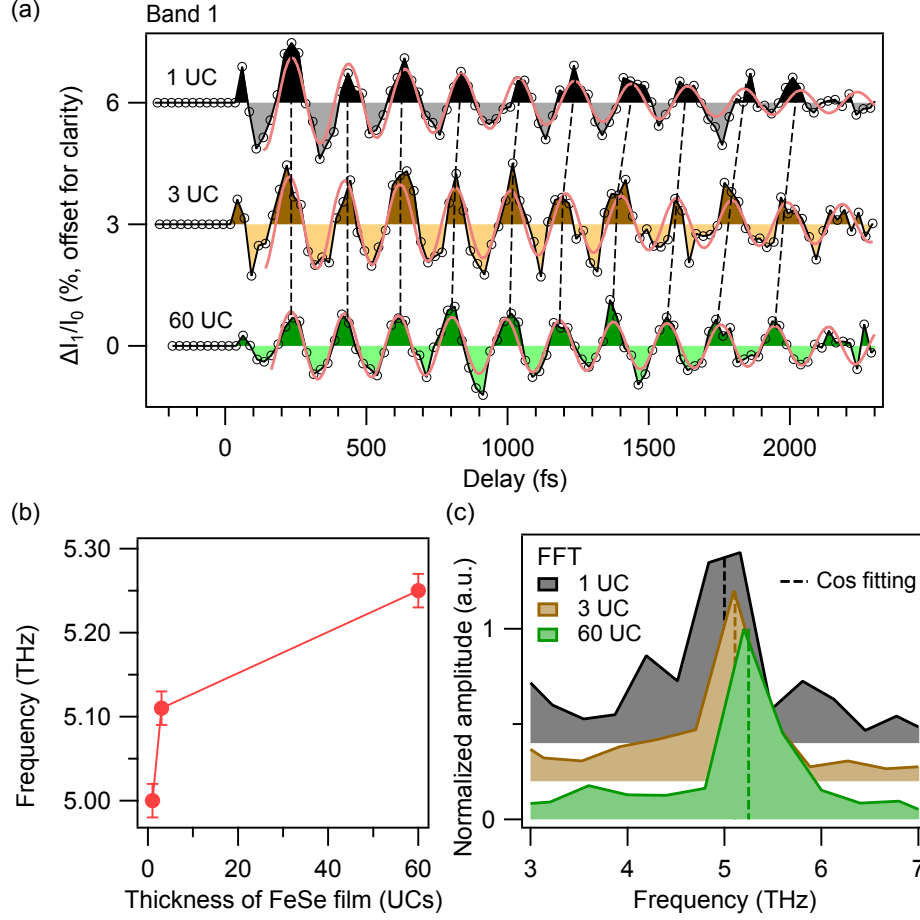 (a)
Band 1
1 UC
3 UC
60 UC
6
3
0
ΔI₁/I₀ (%, offset for clarity)
0 500 1000 1500 2000
Delay (fs)
(b)
5.30
5.20
5.10
5.00
Frequency (THz)
0 20 40 60
Thickness of FeSe film (UCs)
(c)
FFT
1 UC
3 UC
60 UC
Cos fitting
1
0
Normalized amplitude (a.u.)
3 4 5 6 7
Frequency (THz)